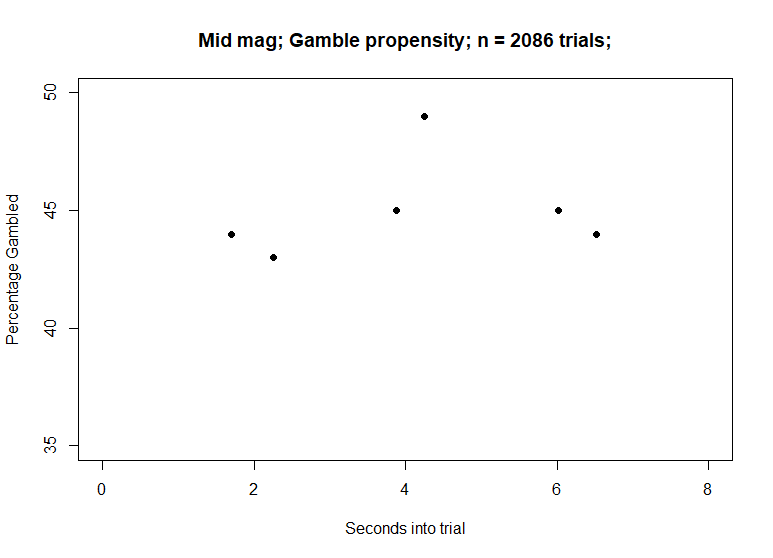 Mid mag; Gamble propensity; n = 2086 trials;
50
45
40
35
Percentage Gambled
0 2 4 6 8
Seconds into trial